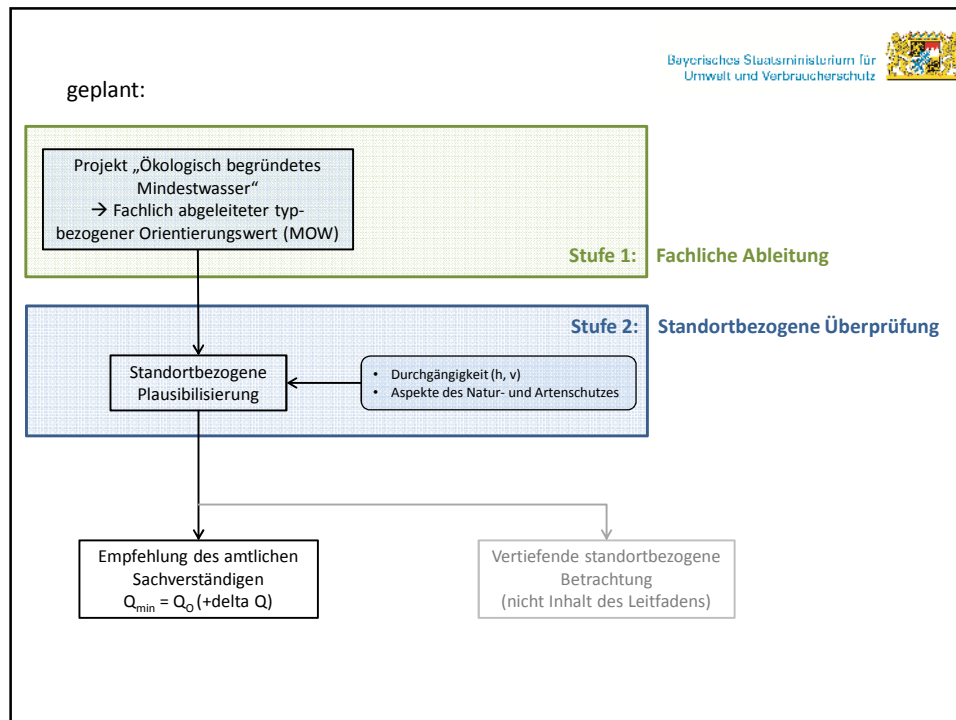 Bayerisches Staatsministerium für
Umwelt und Verbraucherschutz
geplant:
Projekt „Ökologisch begründetes
Mindestwasser“
→ Fachlich abgeleiteter typ-
bezogener Orientierungswert (MOW)
Stufe 1: Fachliche Ableitung
Stufe 2: Standortbezogene Überprüfung
Standortbezogene
Plausibilisierung
• Durchgängigkeit (h, v)
• Aspekte des Natur- und Artenschutzes
Empfehlung des amtlichen
Sachverständigen
Qmin = QO (+delta Q)
Vertiefende standortbezogene
Betrachtung
(nicht Inhalt des Leitfadens)